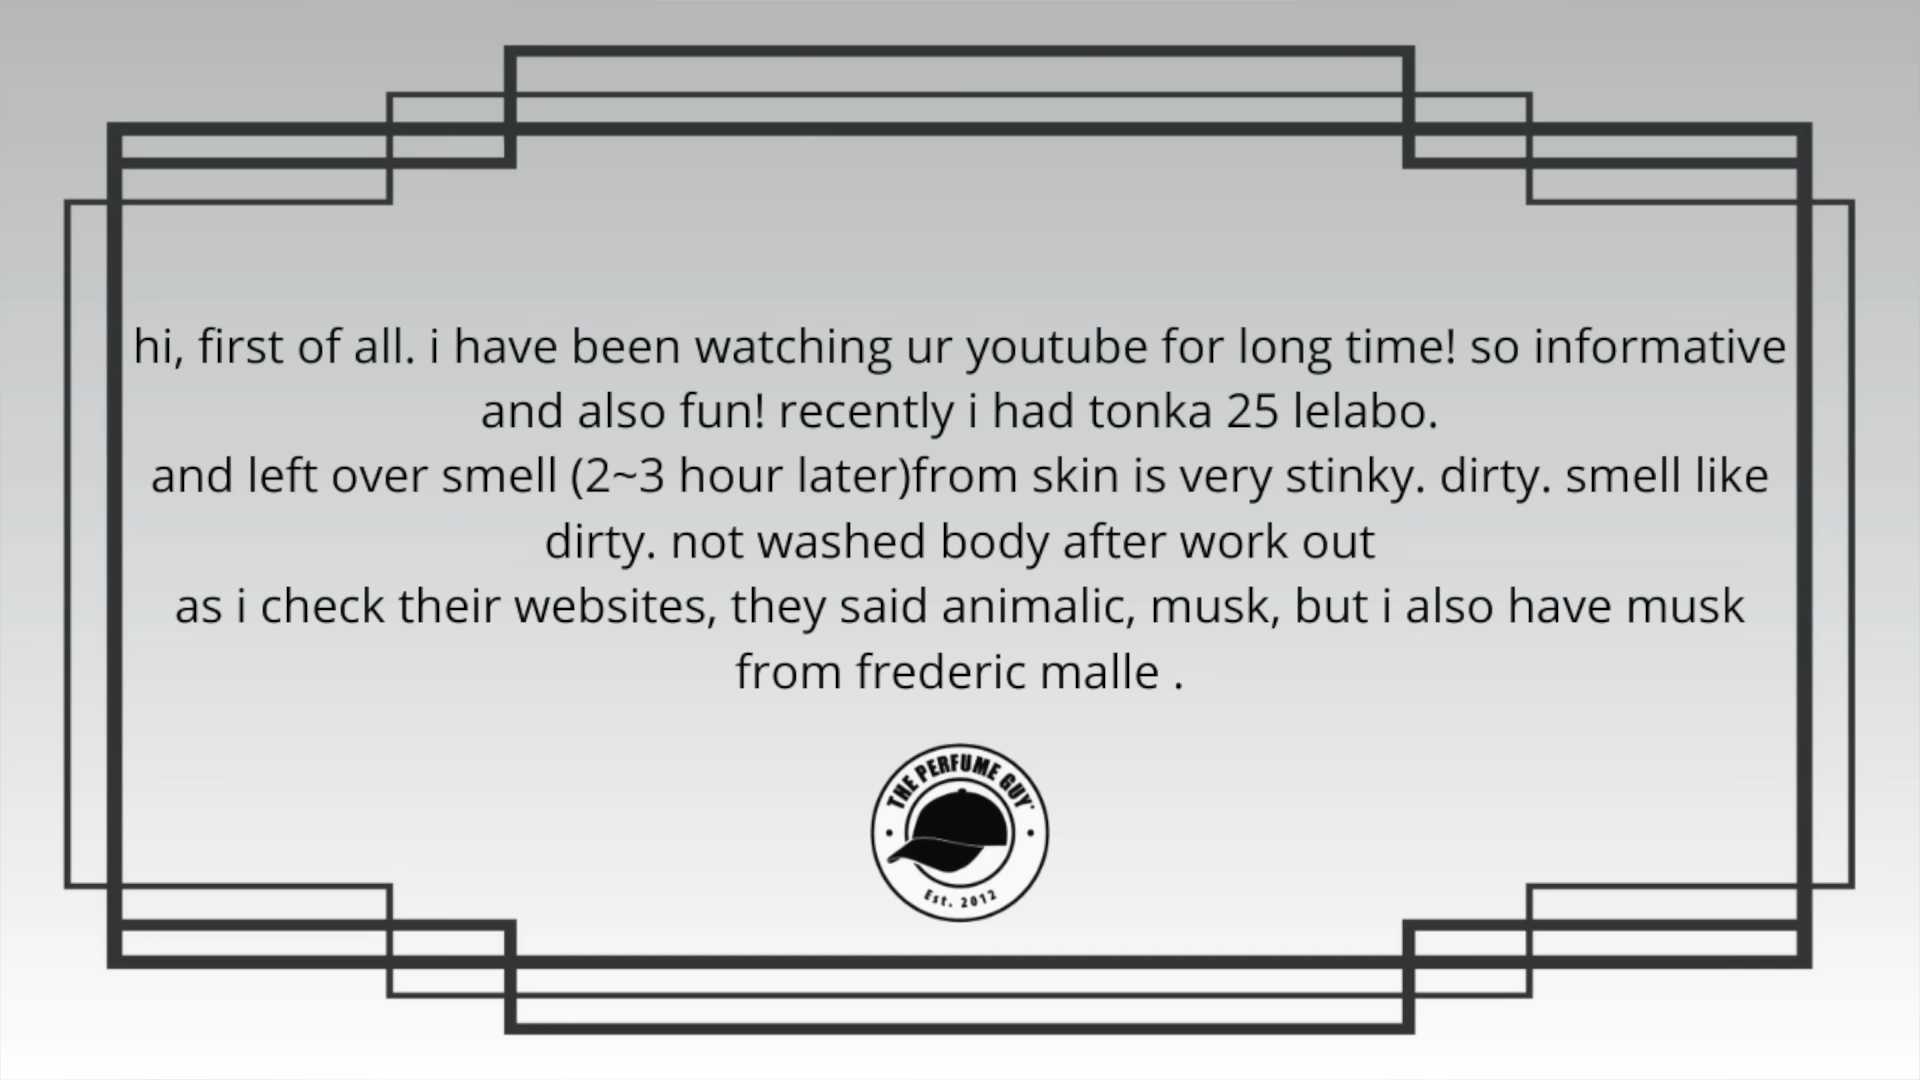 hi, first of all. i have been watching ur youtube for long time! so informative
and also fun! recently i had tonka 25 lelabo.
and left over smell (2~3 hour later)from skin is very stinky. dirty. smell like
dirty. not washed body after work out
as i check their websites, they said animalic, musk, but i also have musk
from frederic malle .
THE PERFUME GUY
Est. 2012